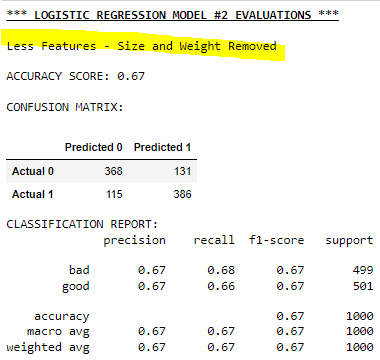 *** LOGISTIC REGRESSION MODEL #2 EVALUATIONS ***
Less Features - Size and Weight Removed
ACCURACY SCORE: 0.67
CONFUSION MATRIX:
Predicted 0 Predicted 1
Actual 0 368 131
Actual 1 115 386
CLASSIFICATION REPORT:
precision recall f1-score support
bad 0.67 0.68 0.67 499
good 0.67 0.66 0.67 501
accuracy 0.67 1000
macro avg 0.67 0.67 0.67 1000
weighted avg 0.67 0.67 0.67 1000